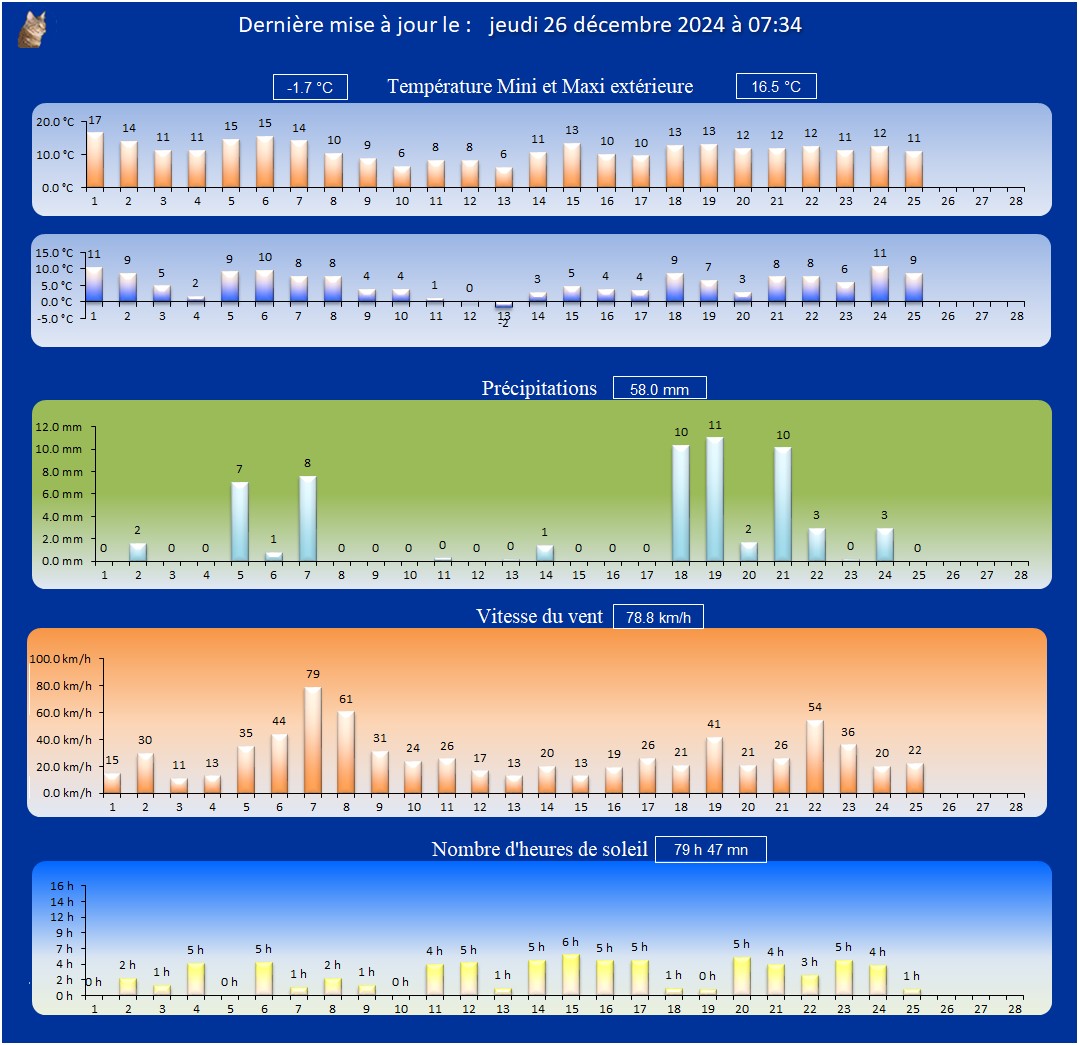 Dernière mise à jour le : jeudi 26 décembre 2024 à 07:34
-1.7 °C Température Mini et Maxi extérieure 16.5 °C
20.0 °C
10.0 °C
0.0 °C
17 14 11 11 15 15 14 10 9 6 8 8 6 11 13 10 10 13 13 12 12 12 11 12 11
1 2 3 4 5 6 7 8 9 10 11 12 13 14 15 16 17 18 19 20 21 22 23 24 25 26 27 28
15.0 °C
10.0 °C
5.0 °C
0.0 °C
-5.0 °C
11 9 5 2 9 10 8 8 4 4 1 0 -2 3 5 4 4 9 7 3 8 8 6 11 9
1 2 3 4 5 6 7 8 9 10 11 12 13 14 15 16 17 18 19 20 21 22 23 24 25 26 27 28
Précipitations 58.0 mm
12.0 mm
10.0 mm
8.0 mm
6.0 mm
4.0 mm
2.0 mm
0.0 mm
0 2 0 0 7 1 8 0 0 0 0 0 0 1 0 0 0 10 11 2 10 3 0 3 0
1 2 3 4 5 6 7 8 9 10 11 12 13 14 15 16 17 18 19 20 21 22 23 24 25 26 27 28
Vitesse du vent 78.8 km/h
100.0 km/h
80.0 km/h
60.0 km/h
40.0 km/h
20.0 km/h
0.0 km/h
15 30 11 13 35 44 79 61 31 24 26 17 13 20 13 19 26 21 41 21 26 54 36 20 22
1 2 3 4 5 6 7 8 9 10 11 12 13 14 15 16 17 18 19 20 21 22 23 24 25 26 27 28
Nombre d'heures de soleil 79 h 47 mn
16 h
14 h
12 h
9 h
7 h
4 h
2 h
0 h
0 h 2 h 1 h 5 h 0 h 5 h 1 h 2 h 1 h 0 h 4 h 5 h 1 h 5 h 6 h 5 h 5 h 1 h 0 h 5 h 4 h 3 h 5 h 4 h 1 h
1 2 3 4 5 6 7 8 9 10 11 12 13 14 15 16 17 18 19 20 21 22 23 24 25 26 27 28